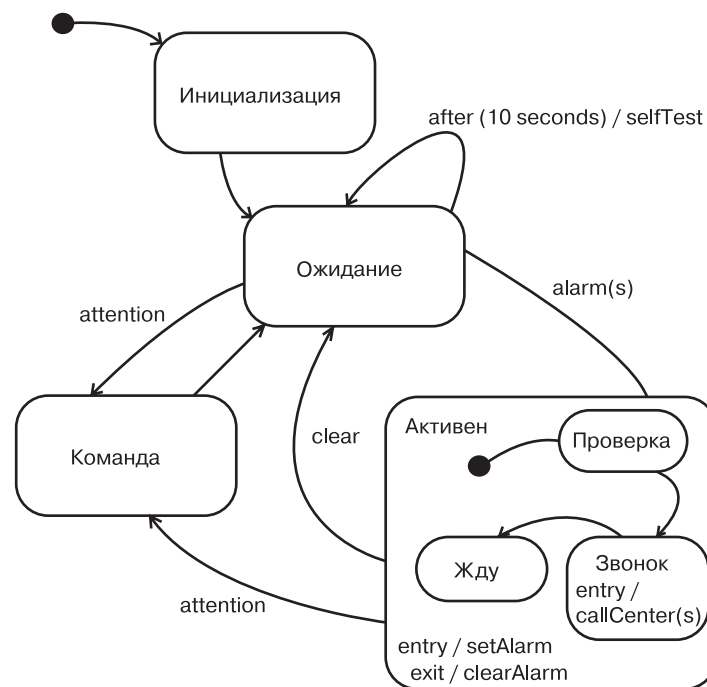 Инициализация
after (10 seconds) / selfTest
Ожидание
alarm(s)
attention
Активен
Проверка
clear
Команда
Жду
Звонок
entry /
callCenter(s)
attention
entry / setAlarm
exit / clearAlarm